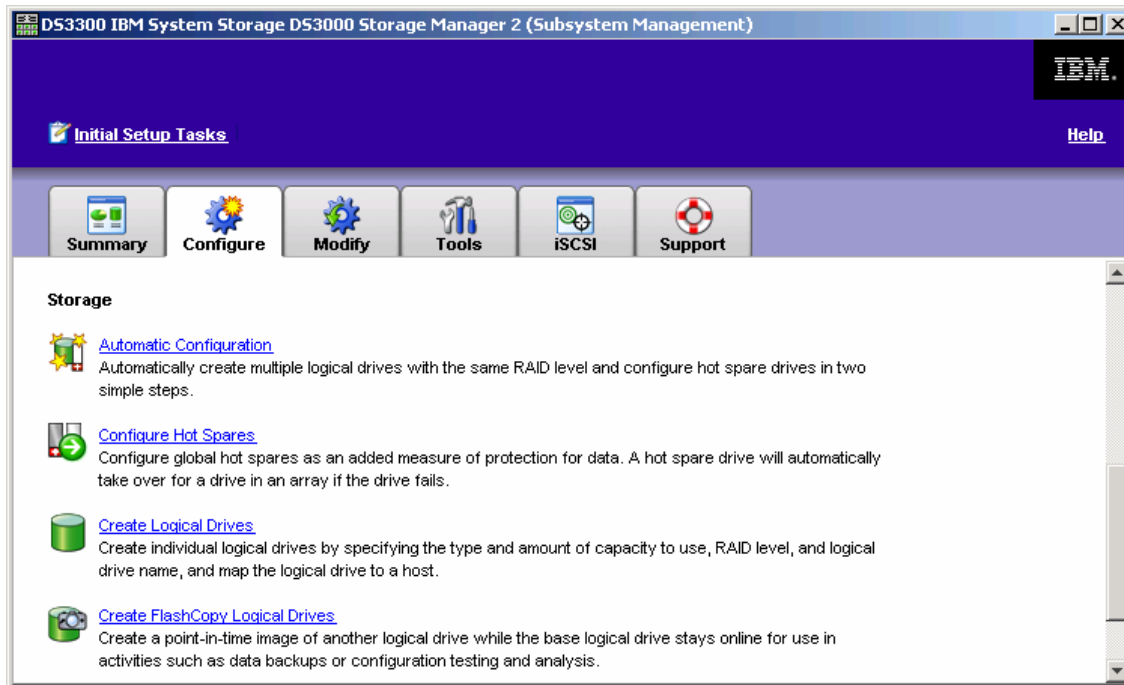 DS3300 IBM System Storage DS3000 Storage Manager 2 (Subsystem Management)
IBM.
Initial Setup Tasks
Help
Summary
Configure
Modify
Tools
iSCSI
Support
Storage
Automatic Configuration
Automatically create multiple logical drives with the same RAID level and configure hot spare drives in two
simple steps.
Configure Hot Spares
Configure global hot spares as an added measure of protection for data. A hot spare drive will automatically
take over for a drive in an array if the drive fails.
Create Logical Drives
Create individual logical drives by specifying the type and amount of capacity to use, RAID level, and logical
drive name, and map the logical drive to a host.
Create FlashCopy Logical Drives
Create a point-in-time image of another logical drive while the base logical drive stays online for use in
activities such as data backups or configuration testing and analysis.